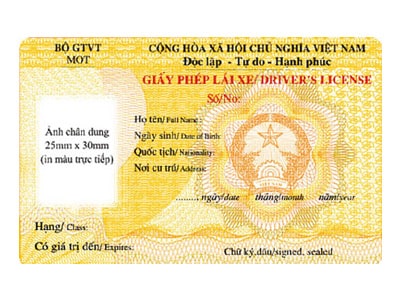 BỘ GTVT
MOT
CỘNG HÒA XÃ HỘI CHỦ NGHĨA VIỆT NAM
Độc lập - Tự do - Hạnh phúc
GIẤY PHÉP LÁI XE/ DRIVER'S LICENSE
Số/No:
Ảnh chân dung
25mm x 30mm
(in màu trực tiếp)
Họ tên/ Full Name :
Ngày sinh/ Date of Birth:
Quốc tịch/ Nationality:
Nơi cư trú/ Address:
......... ngày/date tháng/month năm/year
Hạng/ Class:
Có giá trị đến/ Expires:
Chữ ký,dấu/signed, sealed